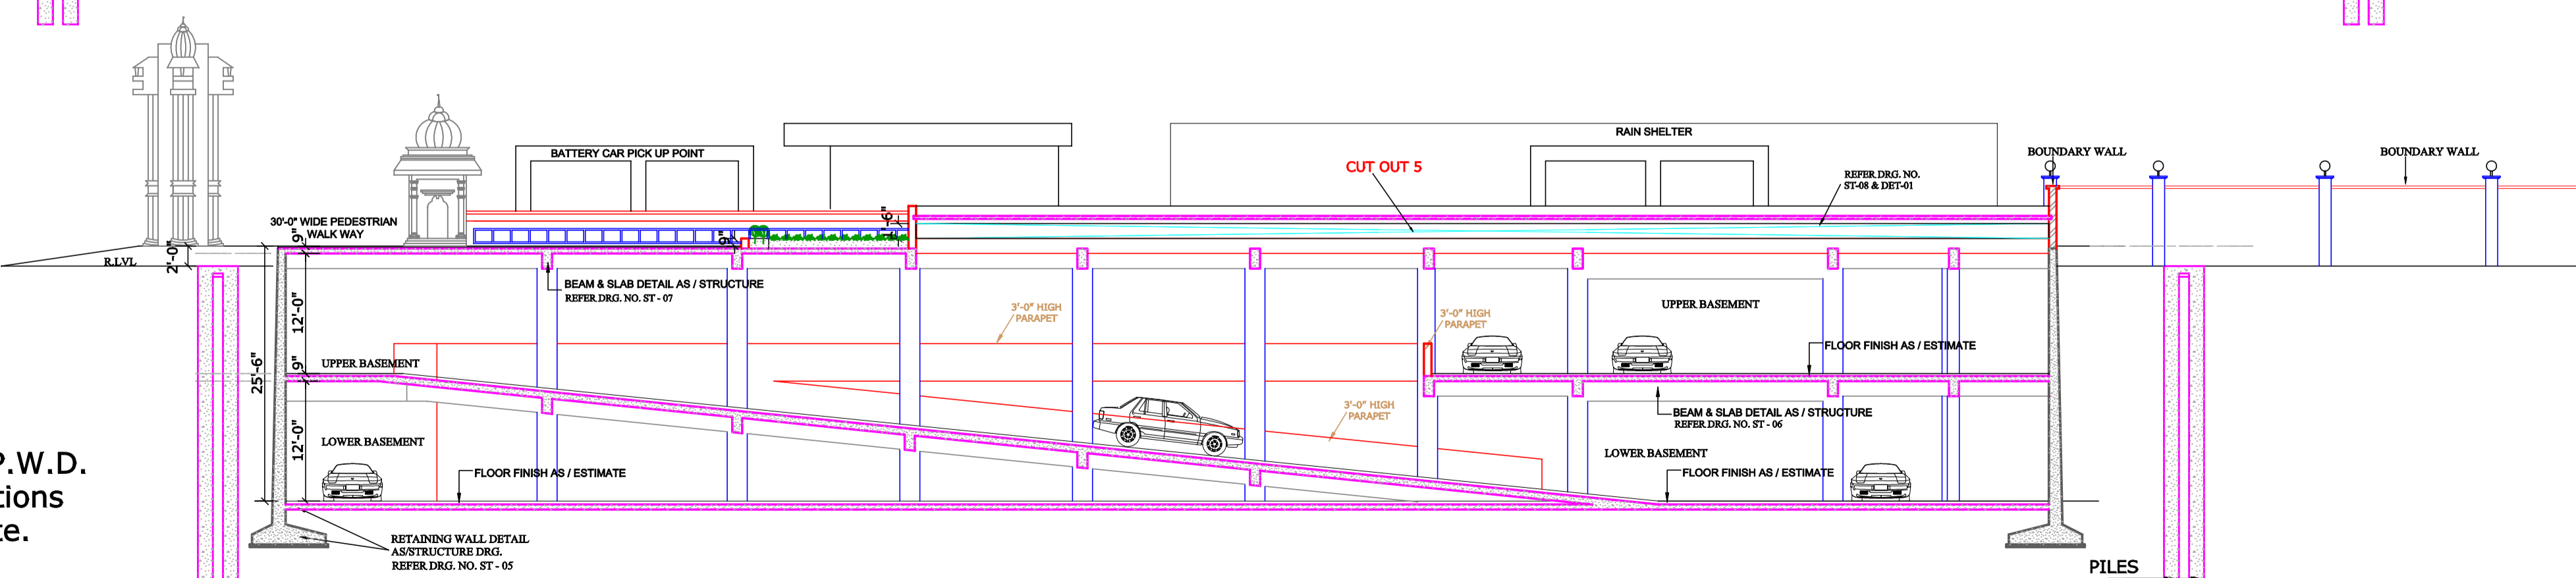 RAIN SHELTER
BATTERY CAR PICK UP POINT
BOUNDARY WALL
BOUNDARY WALL
CUT OUT 5
REFER DRG. NO.
ST-08 & DET-01
30'-0" WIDE PEDESTRIAN
WALK WAY
9"
9"
R.LVL
2'-0"
BEAM & SLAB DETAIL AS / STRUCTURE
REFER DRG. NO. ST - 07
12'-0"
3'-0" HIGH
PARAPET
3'-0" HIGH
PARAPET
UPPER BASEMENT
FLOOR FINISH AS / ESTIMATE
9"
UPPER BASEMENT
25'-6"
3'-0" HIGH
PARAPET
BEAM & SLAB DETAIL AS / STRUCTURE
REFER DRG. NO. ST - 06
12'-0"
LOWER BASEMENT
LOWER BASEMENT
FLOOR FINISH AS / ESTIMATE
FLOOR FINISH AS / ESTIMATE
P.W.D.
tions
te.
RETAINING WALL DETAIL
AS/STRUCTURE DRG.
REFER DRG. NO. ST - 05
PILES